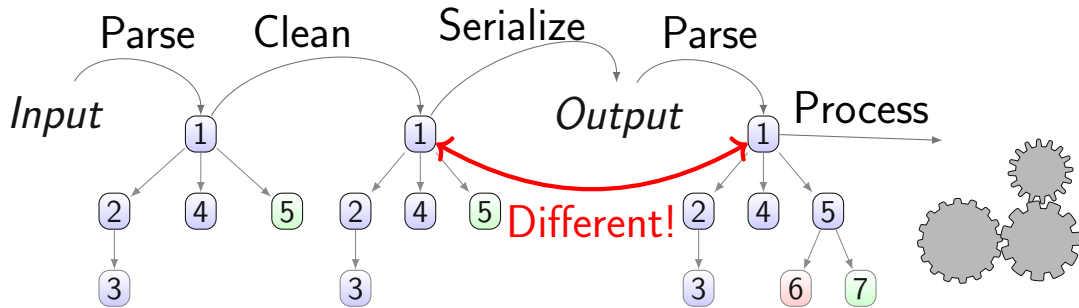 Parse Clean Serialize Parse
Input Output Process
1 1 1
2 4 5 2 4 5 Different! 2 4 5
3 3 3 6 7